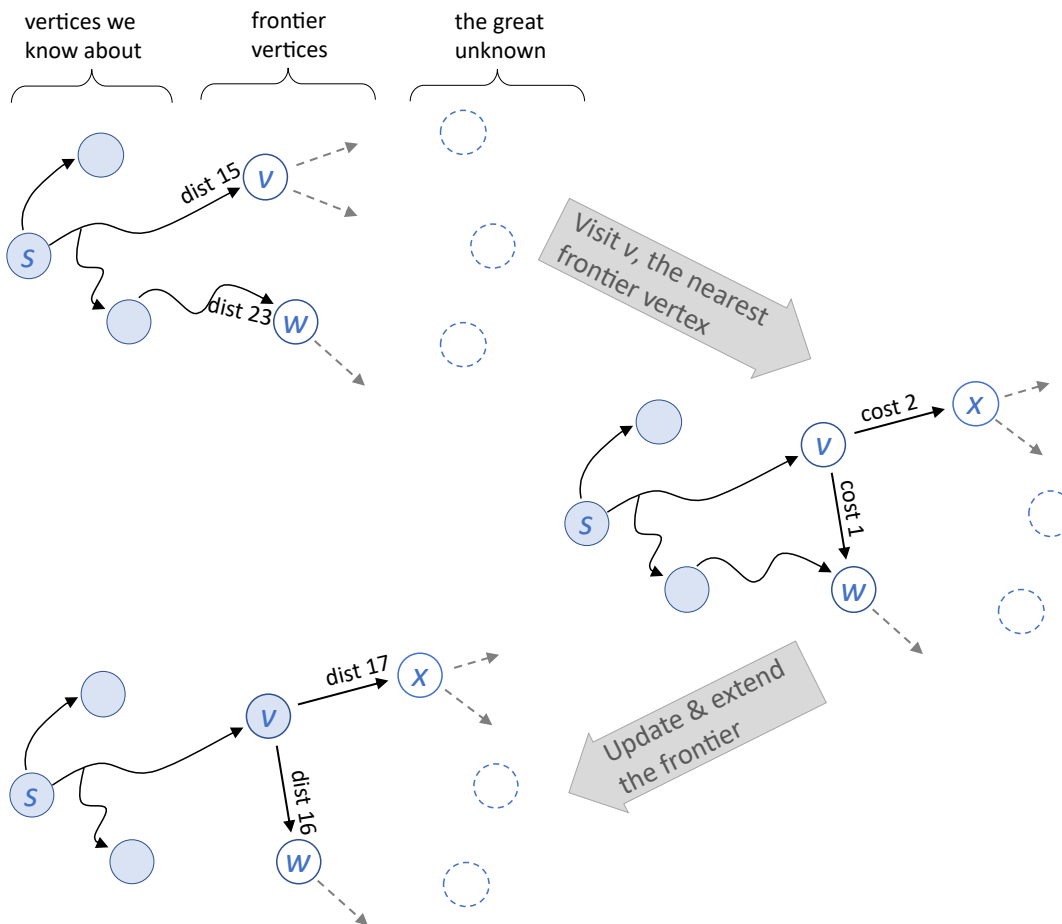 vertices we
know about
frontier
vertices
the great
unknown
s
dist 15
v
dist 23
w
Visit v, the nearest
frontier vertex
s
v
cost 2
x
cost 1
w
Update & extend
the frontier
s
v
dist 17
x
dist 16
w